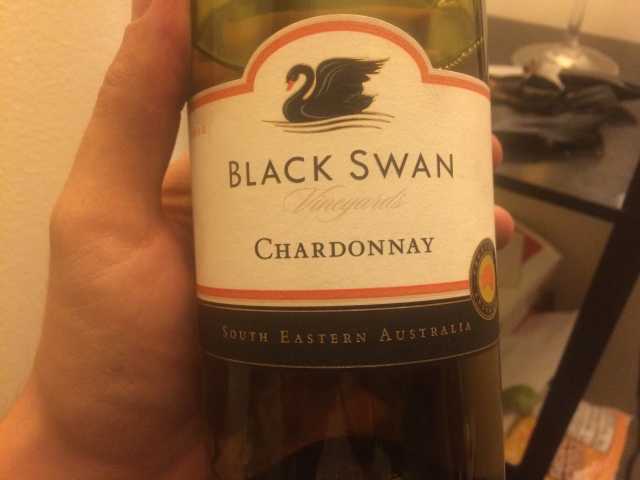 BLACK SWAN
Vineyards
CHARDONNAY
SOUTH EASTERN AUSTRALIA